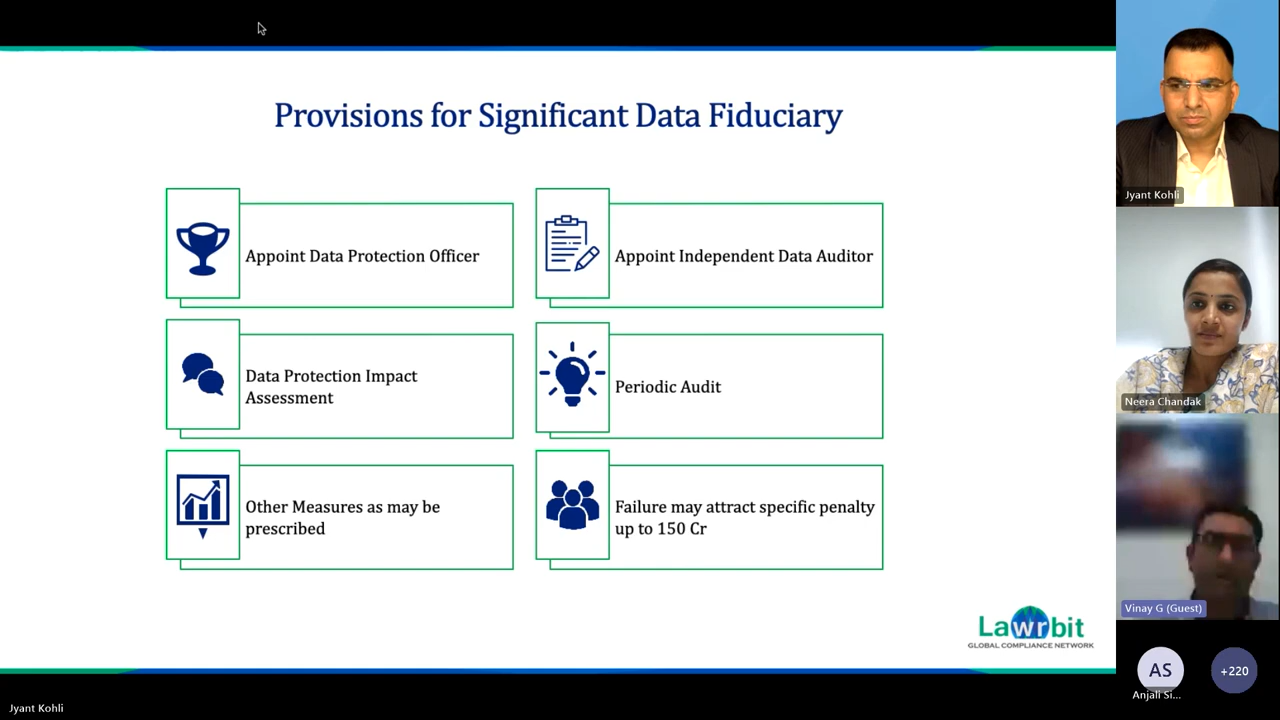 Provisions for Significant Data Fiduciary
Appoint Data Protection Officer
Appoint Independent Data Auditor
Data Protection Impact
Assessment
Periodic Audit
Other Measures as may be
prescribed
Failure may attract specific penalty
up to 150 Cr
Lawrbit
GLOBAL COMPLIANCE NETWORK
Jyant Kohli
Neera Chandak
Vinay G (Guest)
AS
Anjali Si...
+220
Jyant Kohli